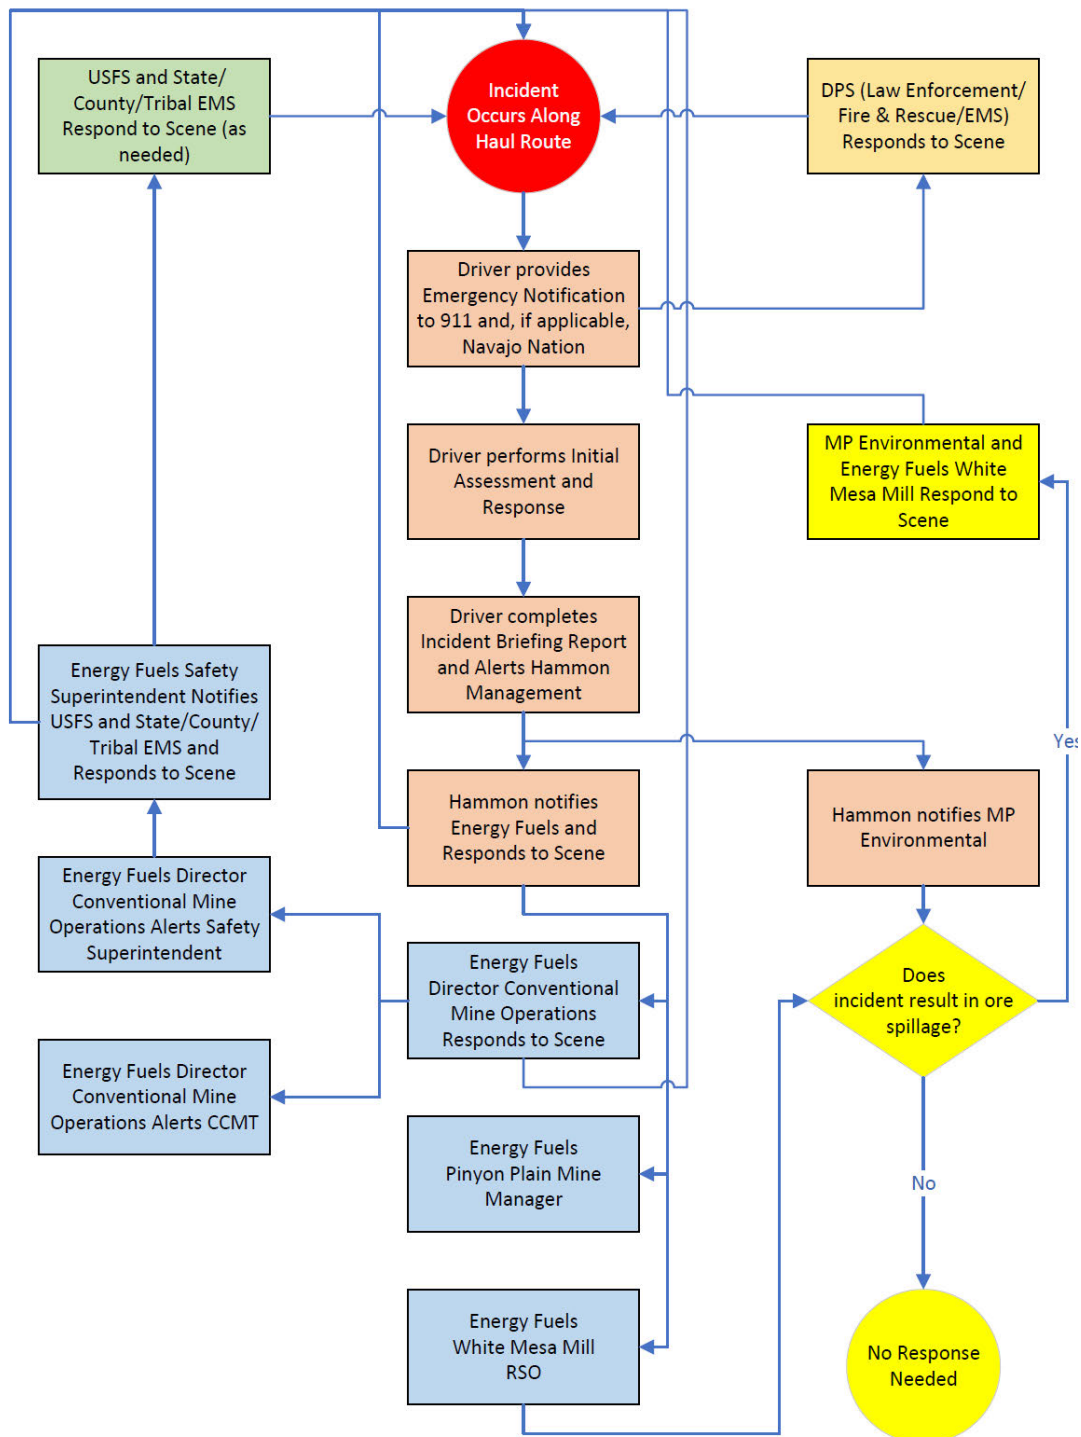 USFS and State/
County/Tribal EMS
Respond to Scene (as
needed)
Incident
Occurs Along
Haul Route
DPS (Law Enforcement/
Fire & Rescue/EMS)
Responds to Scene
Driver provides
Emergency Notification
to 911 and, if applicable,
Navajo Nation
Driver performs Initial
Assessment and
Response
MP Environmental and
Energy Fuels White
Mesa Mill Respond to
Scene
Driver completes
Incident Briefing Report
and Alerts Hammon
Management
Energy Fuels Safety
Superintendent Notifies
USFS and State/County/
Tribal EMS and
Responds to Scene
Yes
Hammon notifies
Energy Fuels and
Responds to Scene
Hammon notifies MP
Environmental
Energy Fuels Director
Conventional Mine
Operations Alerts Safety
Superintendent
Energy Fuels
Director Conventional
Mine Operations
Responds to Scene
Does
incident result in ore
spillage?
Energy Fuels Director
Conventional Mine
Operations Alerts CCMT
Energy Fuels
Pinyon Plain Mine
Manager
No
Energy Fuels
White Mesa Mill
RSO
No Response
Needed